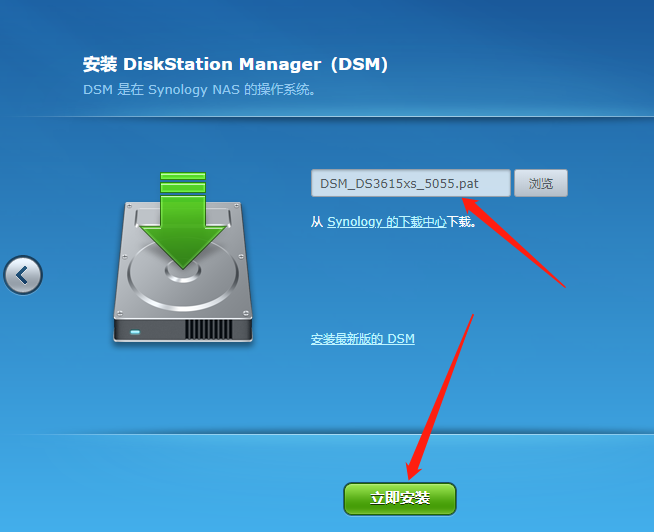 安装 DiskStation Manager（DSM）
DSM 是在 Synology NAS 的操作系统。
DSM_DS3615xs_5055.pat 浏览
从 Synology 的下载中心下载。
安装最新版的 DSM
立即安装